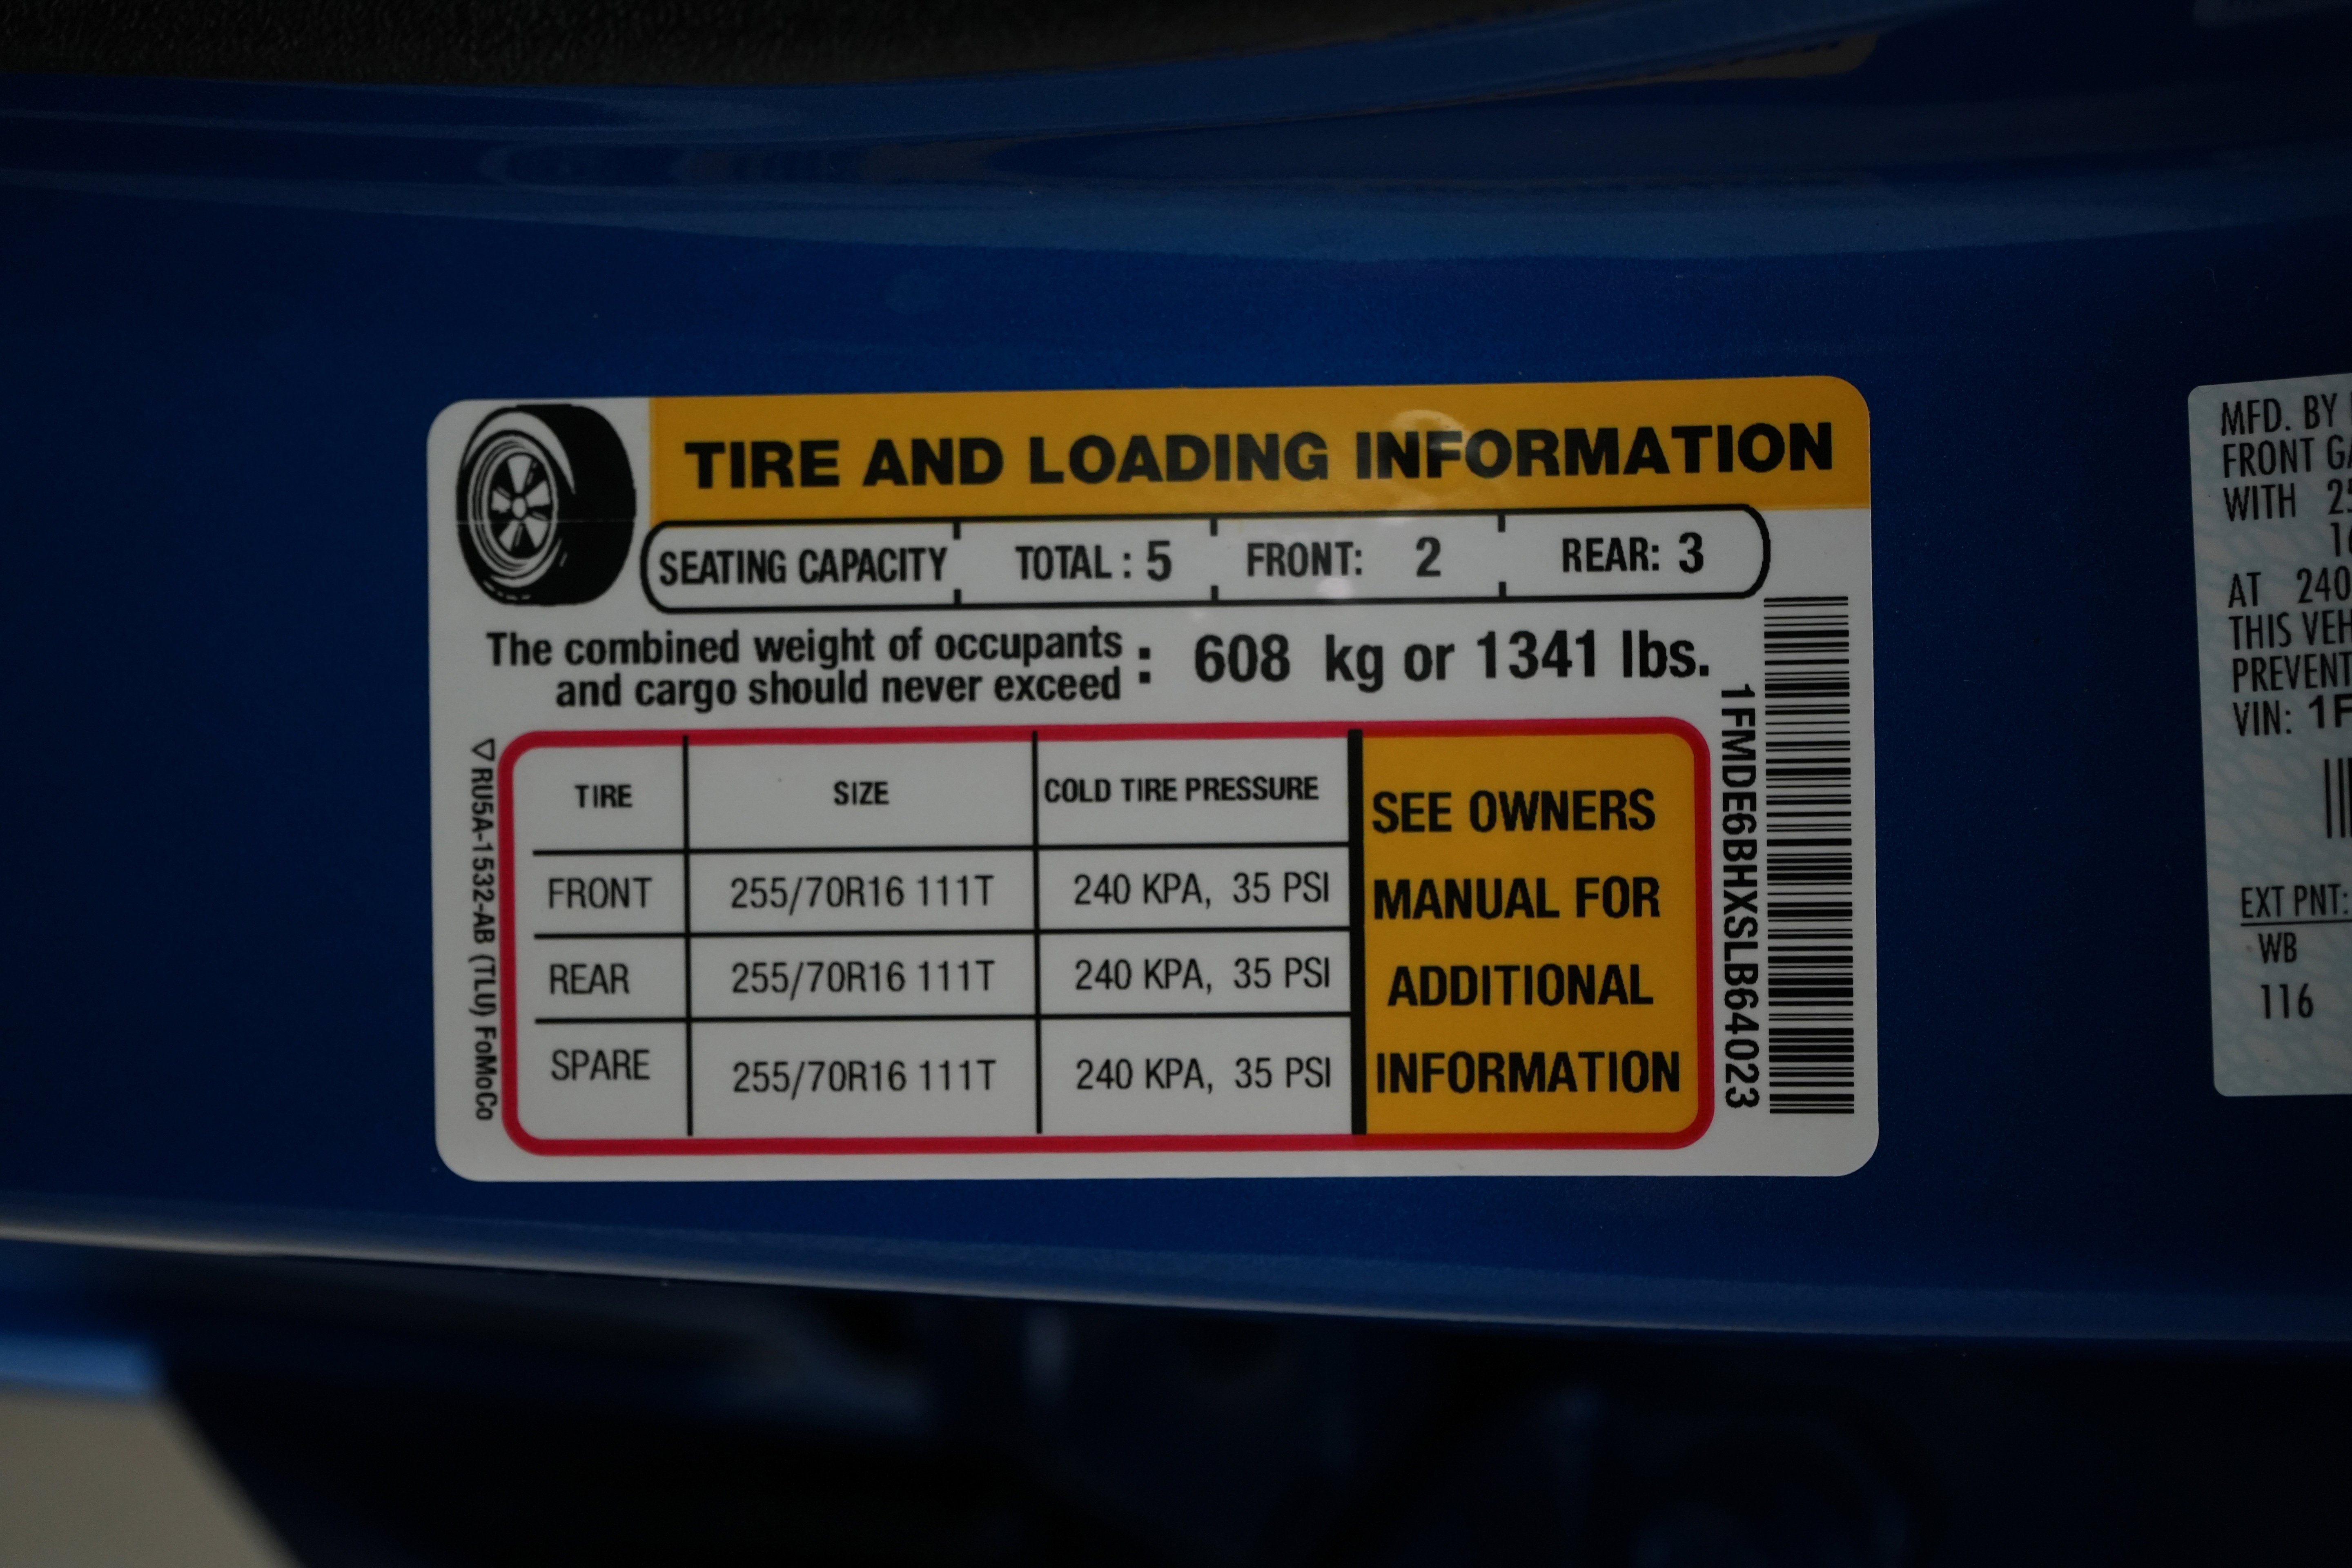 TIRE AND LOADING INFORMATION
SEATING CAPACITY TOTAL : 5 FRONT: 2 REAR: 3
The combined weight of occupants
and cargo should never exceed : 608 kg or 1341 lbs.
TIRE SIZE COLD TIRE PRESSURE
FRONT 255/70R16 111T 240 KPA, 35 PSI
REAR 255/70R16 111T 240 KPA, 35 PSI
SPARE 255/70R16 111T 240 KPA, 35 PSI
SEE OWNERS
MANUAL FOR
ADDITIONAL
INFORMATION
RU5A-1532-AB (TLU) FoMoCo
1FMDE6BHXSLB64023
MFD. BY
FRONT
WITH
AT 240
THIS
PREVENT
VIN: 1F
EXT PNT:
WB
116